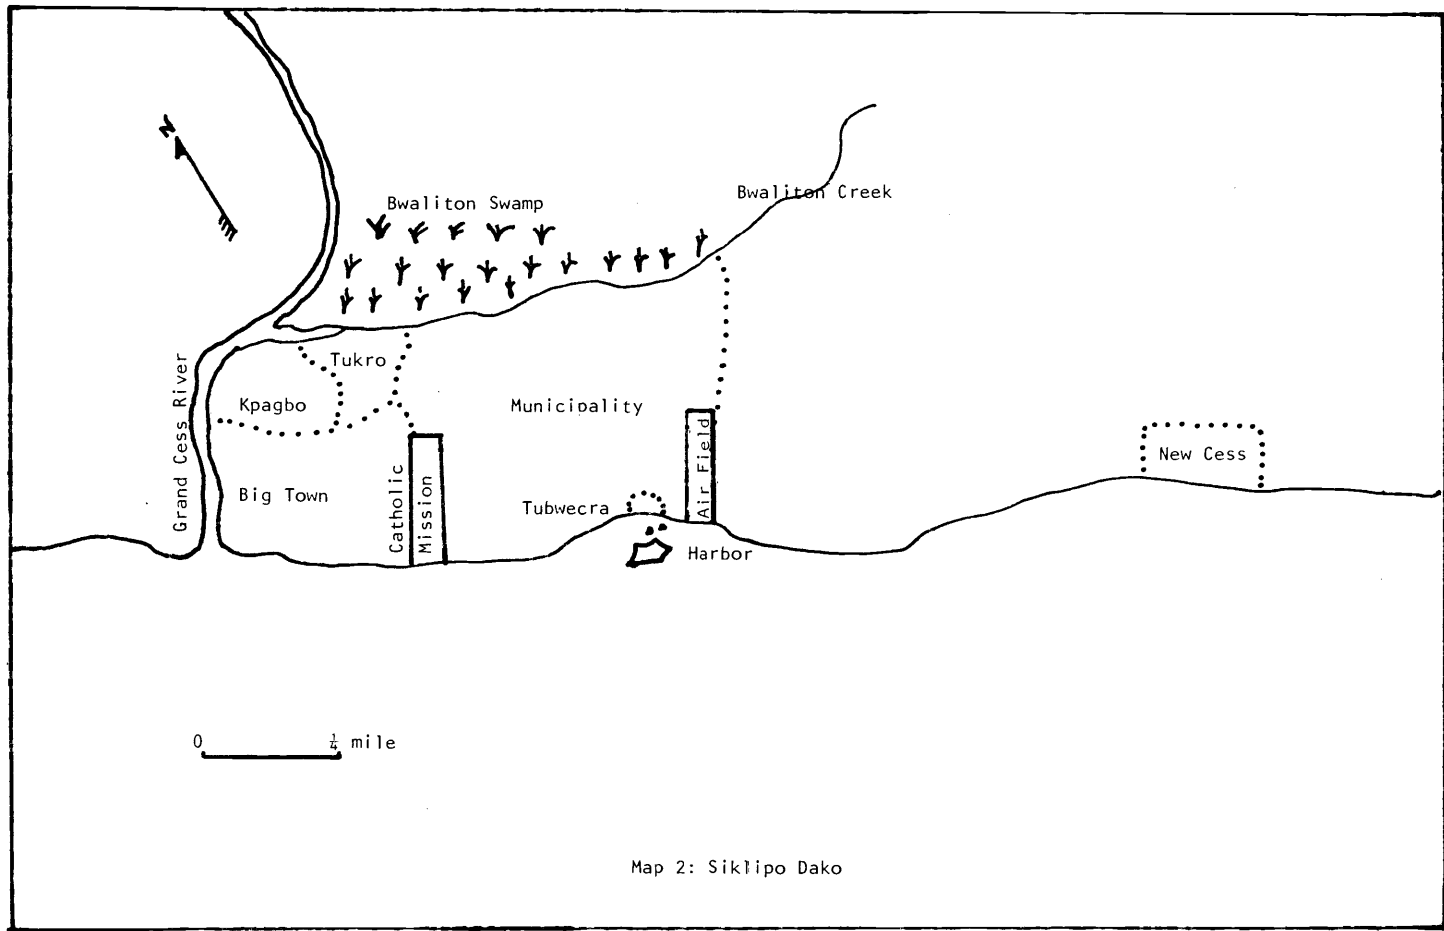 N
Bwaliton Swamp
Bwaliton Creek
Tukro
Kpagbo
Municipality
Grand Cess River
Big Town
Catholic
Mission
Tubwecra
Air Field
Harbor
New Cess
0 ¼ mile
Map 2: Siklipo Dako